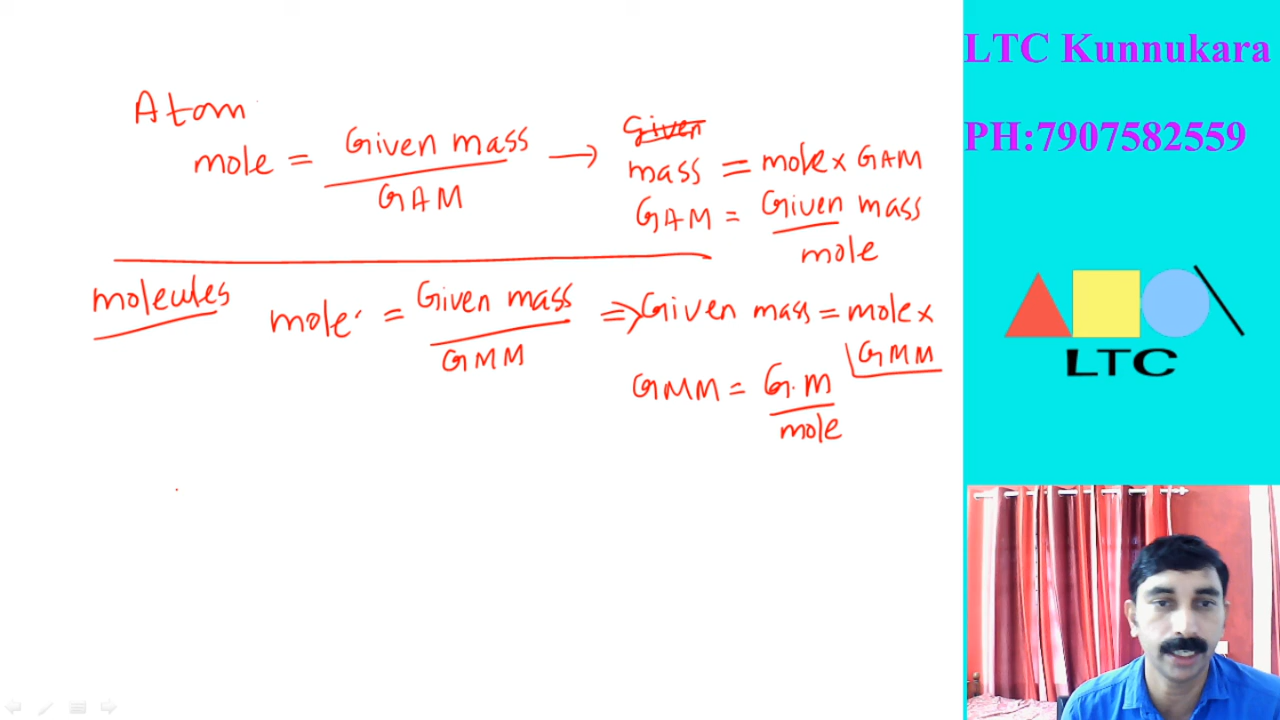 Atom
mole = Given mass / GAM → Given mass = mole x GAM
GAM = Given mass / mole
molecules mole = Given mass / GMM ⇒ Given mass = mole x GMM
GMM = G.M / mole
LTC Kunnukara
PH:7907582559
LTC